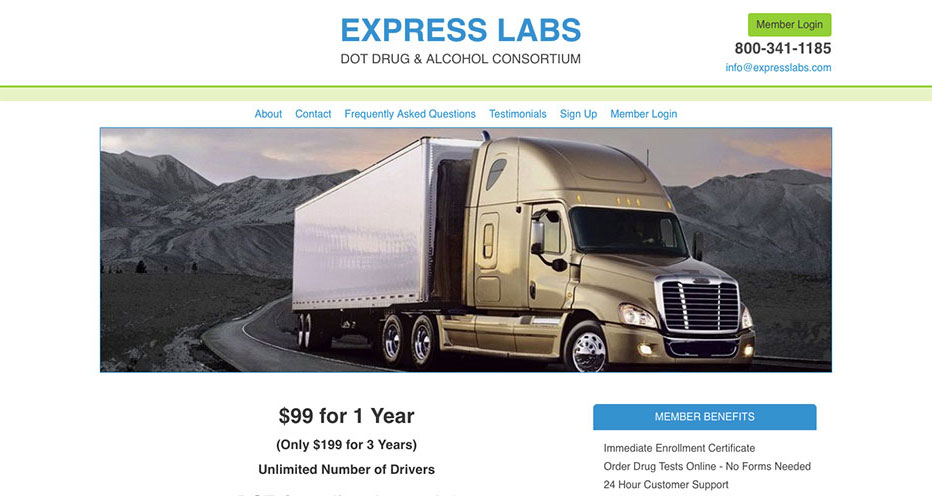 EXPRESS LABS
DOT DRUG & ALCOHOL CONSORTIUM
Member Login
800-341-1185
info@expresslabs.com
About Contact Frequently Asked Questions Testimonials Sign Up Member Login
$99 for 1 Year
(Only $199 for 3 Years)
Unlimited Number of Drivers
MEMBER BENEFITS
Immediate Enrollment Certificate
Order Drug Tests Online - No Forms Needed
24 Hour Customer Support